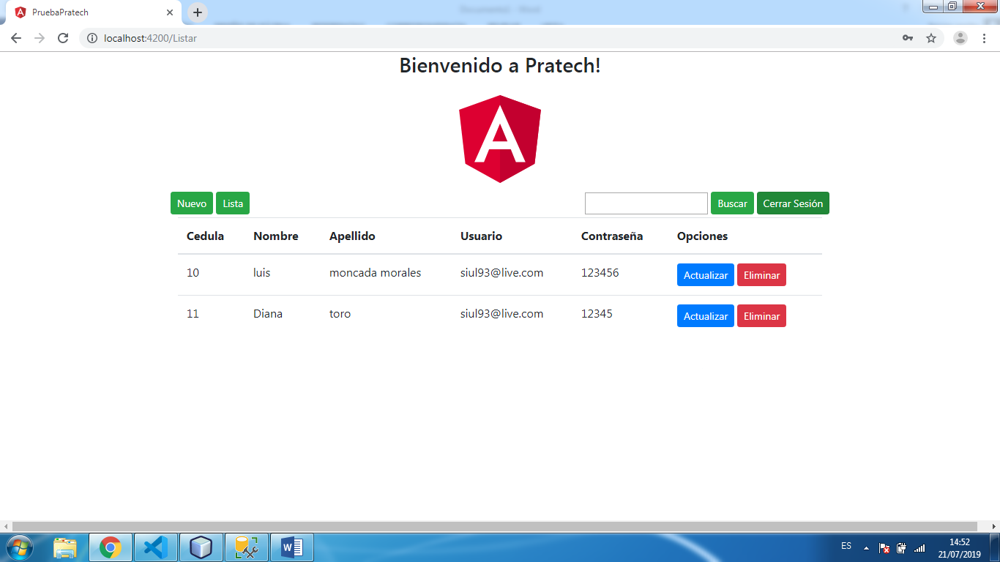 PruebaPratech
localhost:4200/Listar
Bienvenido a Pratech!
A
Nuevo Lista Buscar Cerrar Sesión
Cedula Nombre Apellido Usuario Contraseña Opciones
10 luis moncada morales siul93@live.com 123456 Actualizar Eliminar
11 Diana toro siul93@live.com 12345 Actualizar Eliminar
ES 14:52
21/07/2019